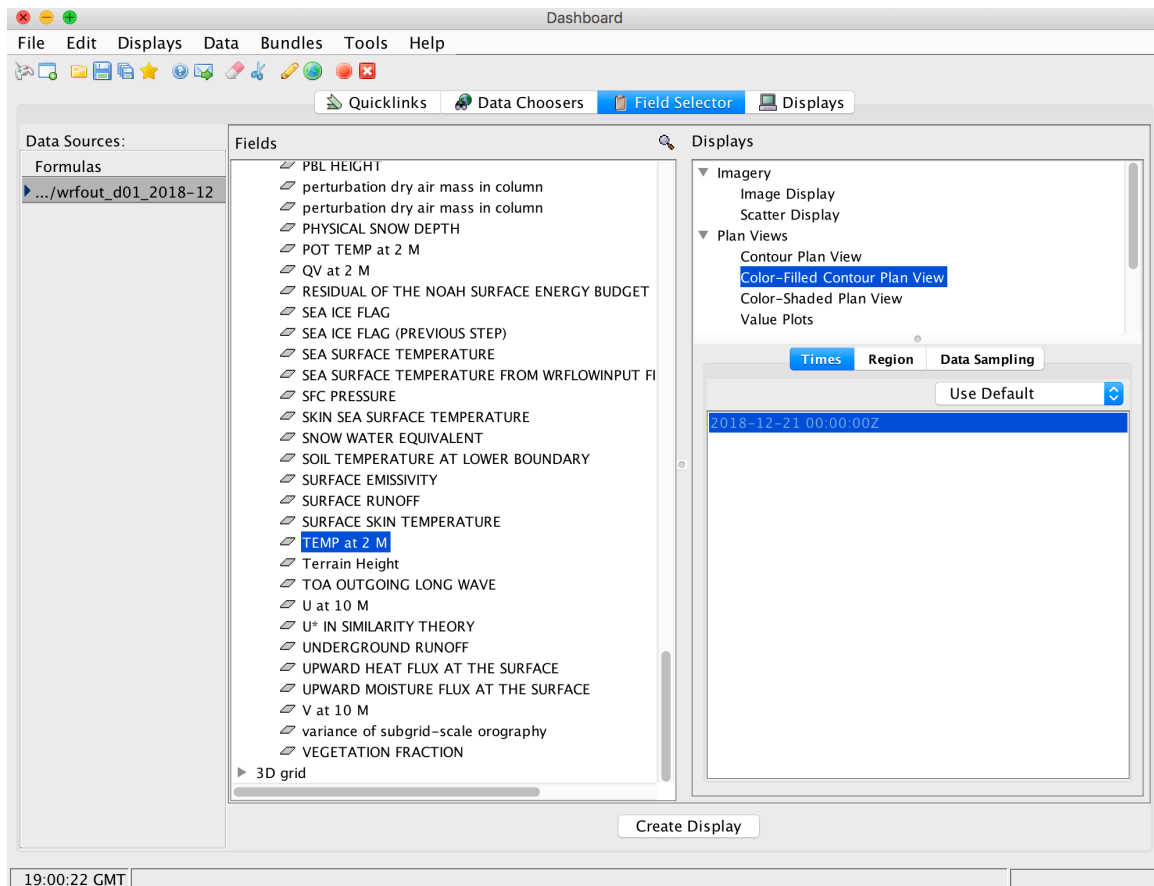 Dashboard
File Edit Displays Data Bundles Tools Help
Quicklinks Data Choosers Field Selector Displays
Data Sources:
Formulas
.../wrfout_d01_2018-12
Fields
PBL HEIGHT
perturbation dry air mass in column
perturbation dry air mass in column
PHYSICAL SNOW DEPTH
POT TEMP at 2 M
QV at 2 M
RESIDUAL OF THE NOAH SURFACE ENERGY BUDGET
SEA ICE FLAG
SEA ICE FLAG (PREVIOUS STEP)
SEA SURFACE TEMPERATURE
SEA SURFACE TEMPERATURE FROM WRFLOWINPUT FI
SFC PRESSURE
SKIN SEA SURFACE TEMPERATURE
SNOW WATER EQUIVALENT
SOIL TEMPERATURE AT LOWER BOUNDARY
SURFACE EMISSIVITY
SURFACE RUNOFF
SURFACE SKIN TEMPERATURE
TEMP at 2 M
Terrain Height
TOA OUTGOING LONG WAVE
U at 10 M
U* IN SIMILARITY THEORY
UNDERGROUND RUNOFF
UPWARD HEAT FLUX AT THE SURFACE
UPWARD MOISTURE FLUX AT THE SURFACE
V at 10 M
variance of subgrid-scale orography
VEGETATION FRACTION
3D grid
Displays
Imagery
Image Display
Scatter Display
Plan Views
Contour Plan View
Color-Filled Contour Plan View
Color-Shaded Plan View
Value Plots
Times Region Data Sampling
Use Default
2018-12-21 00:00:00Z
Create Display
19:00:22 GMT